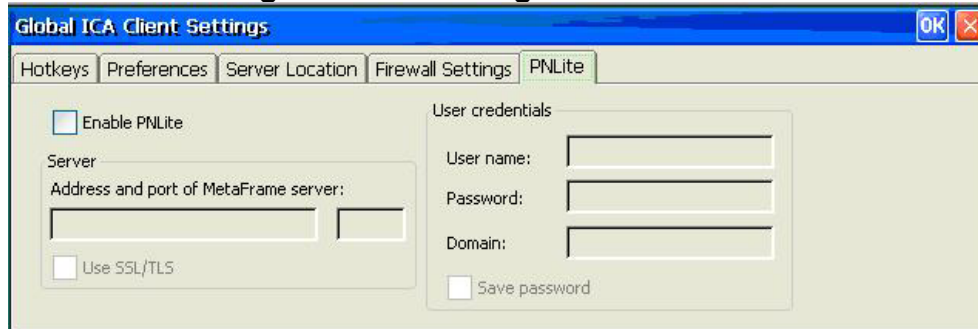 Global ICA Client Settings OK
Hotkeys Preferences Server Location Firewall Settings PNLite
Enable PNLite
Server
Address and port of MetaFrame server:
Use SSL/TLS
User credentials
User name:
Password:
Domain:
Save password